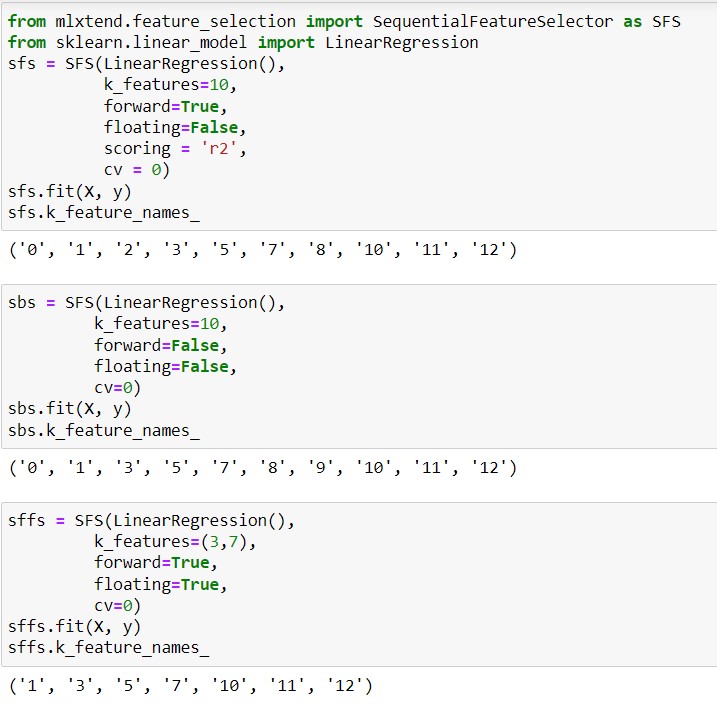 from mlxtend.feature_selection import SequentialFeatureSelector as SFS
from sklearn.linear_model import LinearRegression
sfs = SFS(LinearRegression(),
          k_features=10,
          forward=True,
          floating=False,
          scoring = 'r2',
          cv = 0)
sfs.fit(X, y)
sfs.k_feature_names_
('0', '1', '2', '3', '5', '7', '8', '10', '11', '12')
sbs = SFS(LinearRegression(),
         k_features=10,
         forward=False,
         floating=False,
         cv=0)
sbs.fit(X, y)
sbs.k_feature_names_
('0', '1', '3', '5', '7', '8', '9', '10', '11', '12')
sffs = SFS(LinearRegression(),
         k_features=(3,7),
         forward=True,
         floating=True,
         cv=0)
sffs.fit(X, y)
sffs.k_feature_names_
('1', '3', '5', '7', '10', '11', '12')